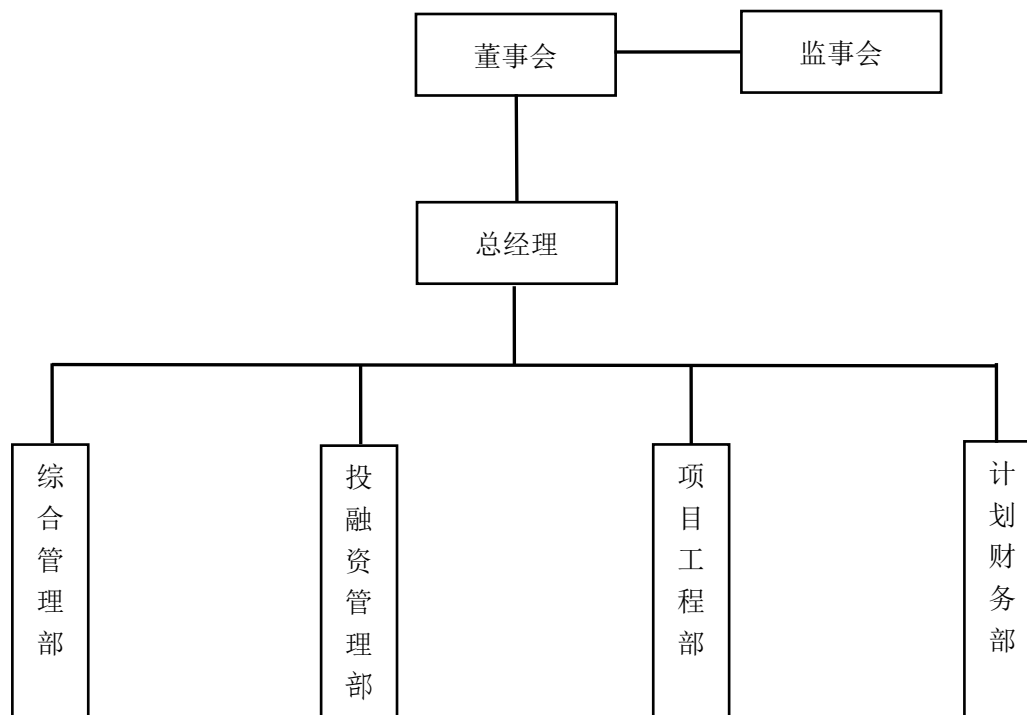 董事会
监事会
总经理
综合管理部
投融资管理部
项目工程部
计划财务部